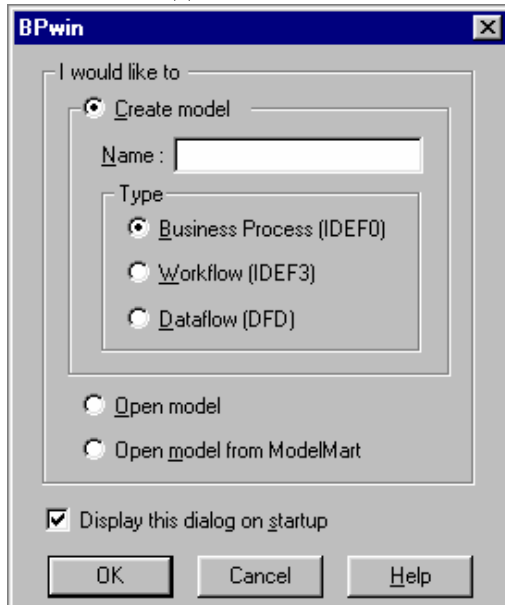 BPwin
I would like to
Create model
Name :
Type
Business Process (IDEF0)
Workflow (IDEF3)
Dataflow (DFD)
Open model
Open model from ModelMart
Display this dialog on startup
OK Cancel Help